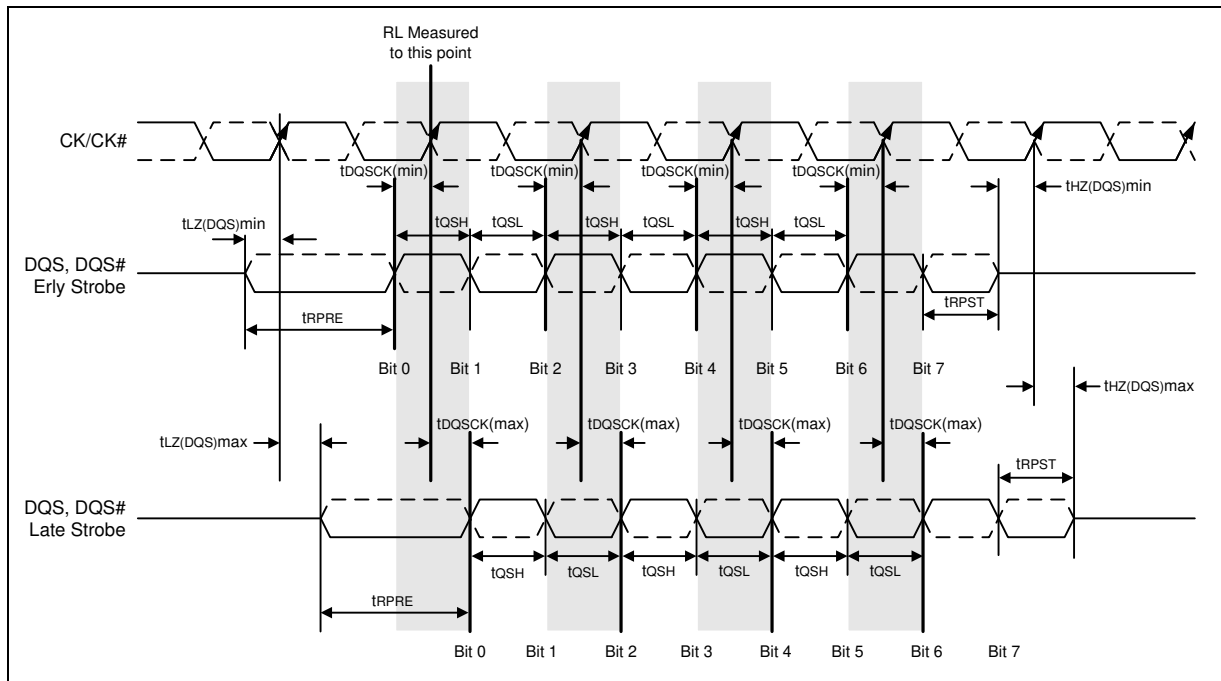 RL Measured
to this point
CK/CK#
tDQSCK(min) tDQSCK(min) tDQSCK(min) tDQSCK(min)
tHZ(DQS)min
tLZ(DQS)min
tQSH tQSL tQSH tQSL tQSH tQSL
DQS, DQS#
Erly Strobe
tRPRE
tRPST
Bit 0 Bit 1 Bit 2 Bit 3 Bit 4 Bit 5 Bit 6 Bit 7
tHZ(DQS)max
tLZ(DQS)max
tDQSCK(max) tDQSCK(max) tDQSCK(max) tDQSCK(max)
tRPST
DQS, DQS#
Late Strobe
tQSH tQSL tQSH tQSL tQSH tQSL
tRPRE
Bit 0 Bit 1 Bit 2 Bit 3 Bit 4 Bit 5 Bit 6 Bit 7